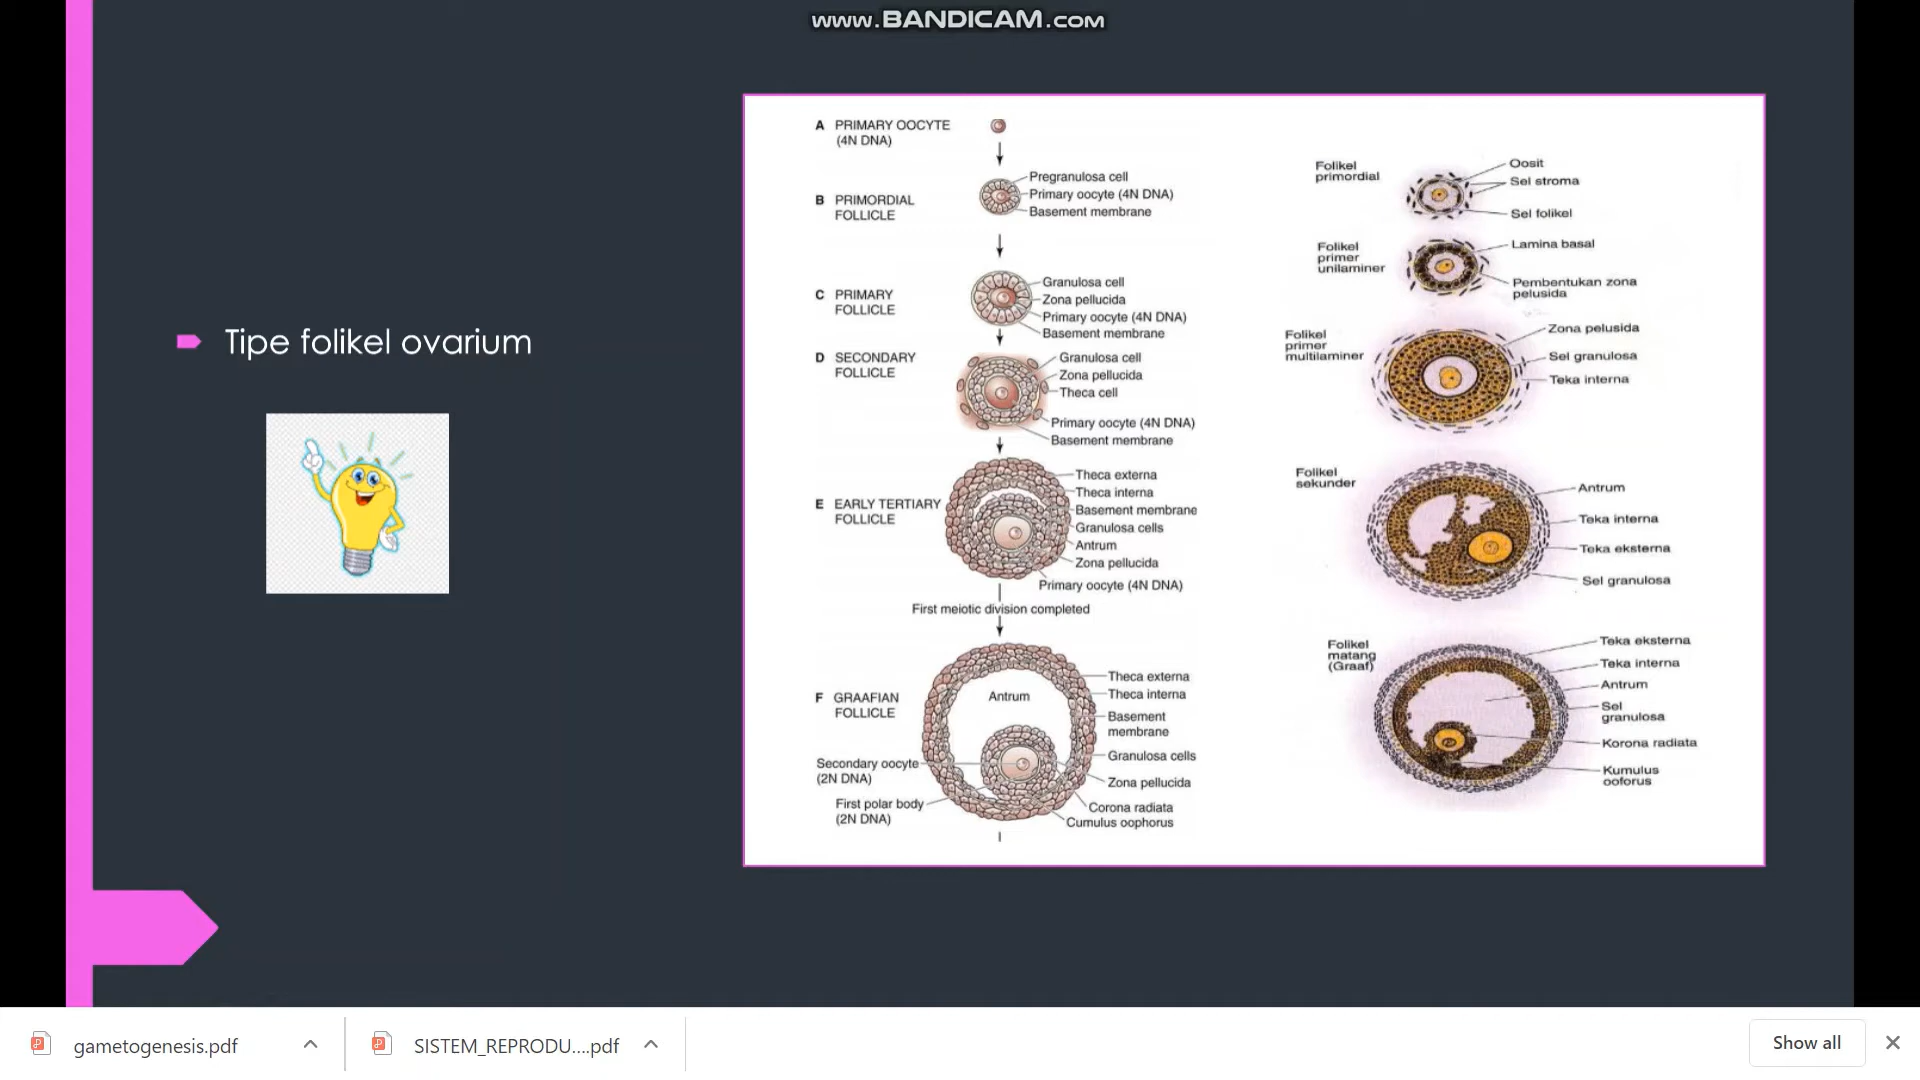 www.BANDICAM.com
Tipe folikel ovarium
A PRIMARY OOCYTE
(4N DNA)
B PRIMORDIAL
FOLLICLE
Pregranulosa cell
Primary oocyte (4N DNA)
Basement membrane
C PRIMARY
FOLLICLE
Granulosa cell
Zona pellucida
Primary oocyte (4N DNA)
Basement membrane
D SECONDARY
FOLLICLE
Granulosa cell
Zona pellucida
Theca cell
Primary oocyte (4N DNA)
Basement membrane
E EARLY TERTIARY
FOLLICLE
Theca externa
Theca interna
Basement membrane
Granulosa cells
Antrum
Zona pellucida
Primary oocyte (4N DNA)
First meiotic division completed
F GRAAFIAN
FOLLICLE
Antrum
Theca externa
Theca interna
Basement
membrane
Granulosa cells
Zona pellucida
Corona radiata
Cumulus oophorus
Secondary oocyte
(2N DNA)
First polar body
(2N DNA)
Folikel
primordial
Oosit
Sel stroma
Sel folikel
Folikel
primer
unilaminer
Lamina basal
Pembentukan zona
pelusida
Folikel
primer
multilaminer
Zona pelusida
Sel granulosa
Teka interna
Folikel
sekunder
Antrum
Teka interna
Teka eksterna
Sel granulosa
Folikel
matang
(Graaf)
Teka eksterna
Teka interna
Antrum
Sel
granulosa
Korona radiata
Kumulus
ooforus
gametogenesis.pdf
SISTEM_REPRODU....pdf
Show all